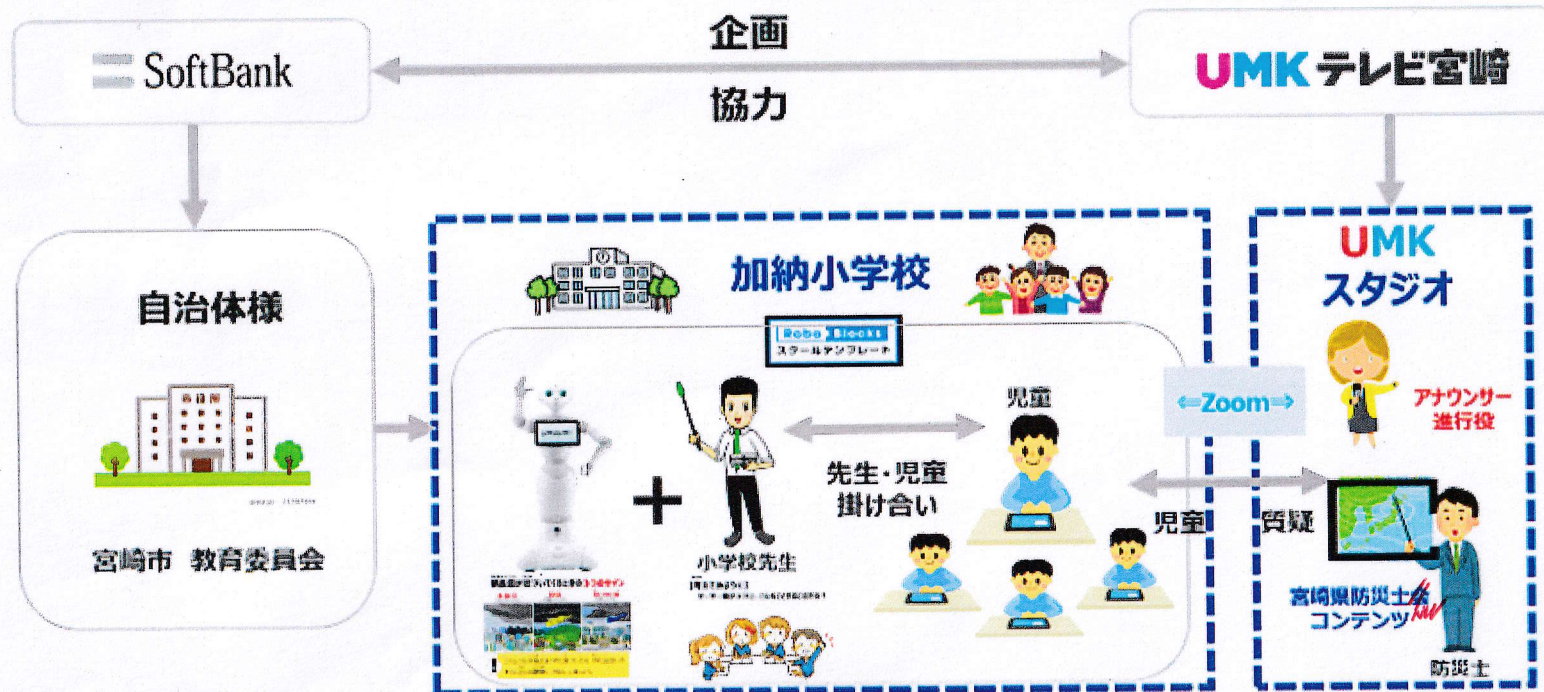 企画
SoftBank
UMK テレビ宮崎
協力
自治体様
宮崎市 教育委員会
加納小学校
Robo Blocks
スクールテンプレート
小学校先生
先生・児童
掛け合い
児童
⇐Zoom⇒
児童
質疑
UMK
スタジオ
アナウンサー
進行役
宮崎県防災士会
コンテンツ
防災士